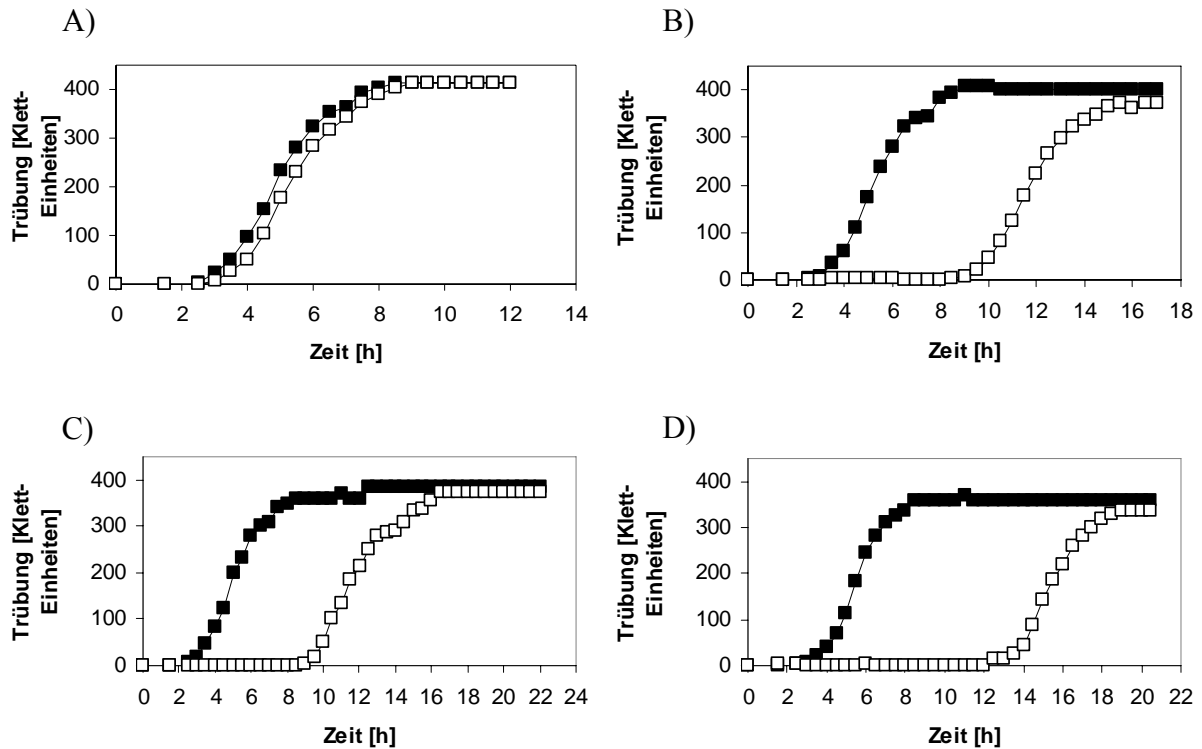 A)
Trübung [Klett-
Einheiten]
400
300
200
100
0
0 2 4 6 8 10 12 14
Zeit [h]
B)
Trübung [Klett-
Einheiten]
400
300
200
100
0
0 2 4 6 8 10 12 14 16 18
Zeit [h]
C)
Trübung [Klett-
Einheiten]
400
300
200
100
0
0 2 4 6 8 10 12 14 16 18 20 22 24
Zeit [h]
D)
Trübung [Klett-
Einheiten]
400
300
200
100
0
0 2 4 6 8 10 12 14 16 18 20 22
Zeit [h]